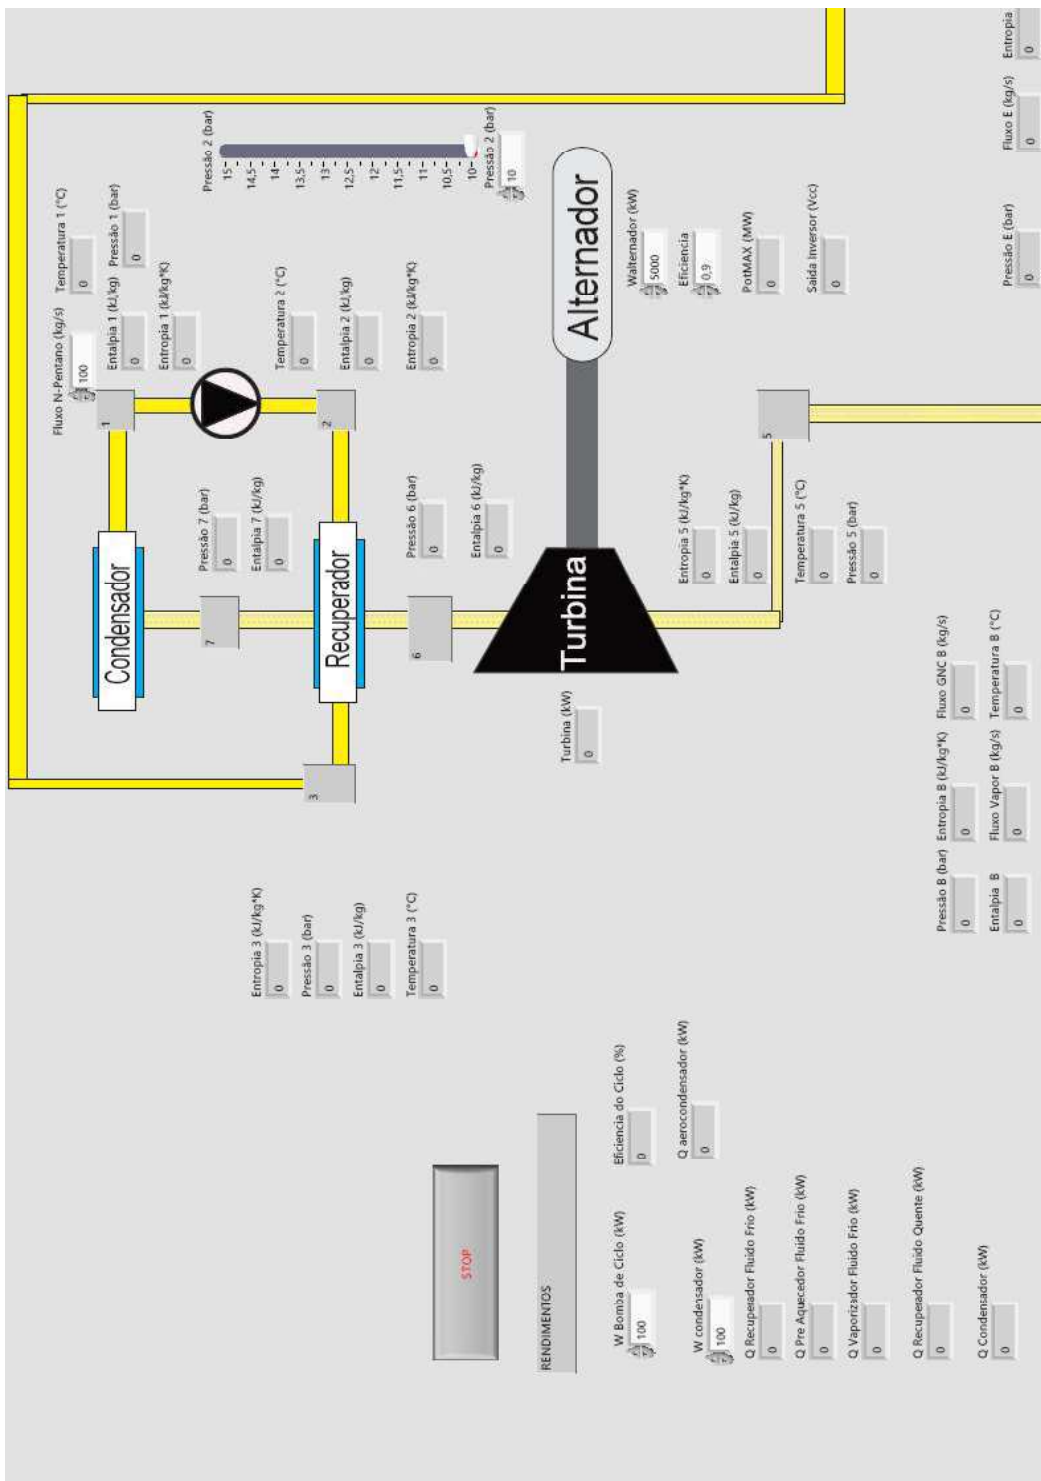 STOP
RENDIMENTOS
W Bomba de Ciclo (kW)
100
Eficiencia do Ciclo (%)
0
W condensador (kW)
100
Q aerocondensador (kW)
0
Q Recuperador Fluido Frio (kW)
0
Q Pre Aquecedor Fluido Frio (kW)
0
Q Vaporizador Fluido Frio (kW)
0
Q Recuperador Fluido Quente (kW)
0
Q Condensador (kW)
0
Entropia 3 (kJ/kg*K)
0
Pressão 3 (bar)
0
Entalpia 3 (kJ/kg)
0
Temperatura 3 (°C)
0
3
Condensador
7
Pressão 7 (bar)
0
Entalpia 7 (kJ/kg)
0
Recuperador
6
Pressão 6 (bar)
0
Entalpia 6 (kJ/kg)
0
Fluxo N-Pentano (kg/s)
100
Temperatura 1 (°C)
0
1
Entalpia 1 (kJ/kg)
0
Pressão 1 (bar)
0
Entropia 1 (kJ/kg*K)
0
2
Temperatura 2 (°C)
0
Entalpia 2 (kJ/kg)
0
Entropia 2 (kJ/kg*K)
0
Pressão 2 (bar)
15
14,5
14
13,5
13
12,5
12
11,5
11
10,5
10
Pressão 2 (bar)
10
Turbina (kW)
0
Turbina
Alternador
Walternador (kW)
5000
Eficiencia
0,9
PotMAX (MW)
0
Saída Inversor (Vcc)
0
Entropia 5 (kJ/kg*K)
0
Entalpia 5 (kJ/kg)
0
Temperatura 5 (°C)
0
Pressão 5 (bar)
0
5
Pressão B (bar)
0
Entropia B (kJ/kg*K)
0
Fluxo GNC B (kg/s)
0
Entalpia B
0
Fluxo Vapor B (kg/s)
0
Temperatura B (°C)
0
Pressão E (bar)
0
Fluxo E (kg/s)
0
Entropia
0